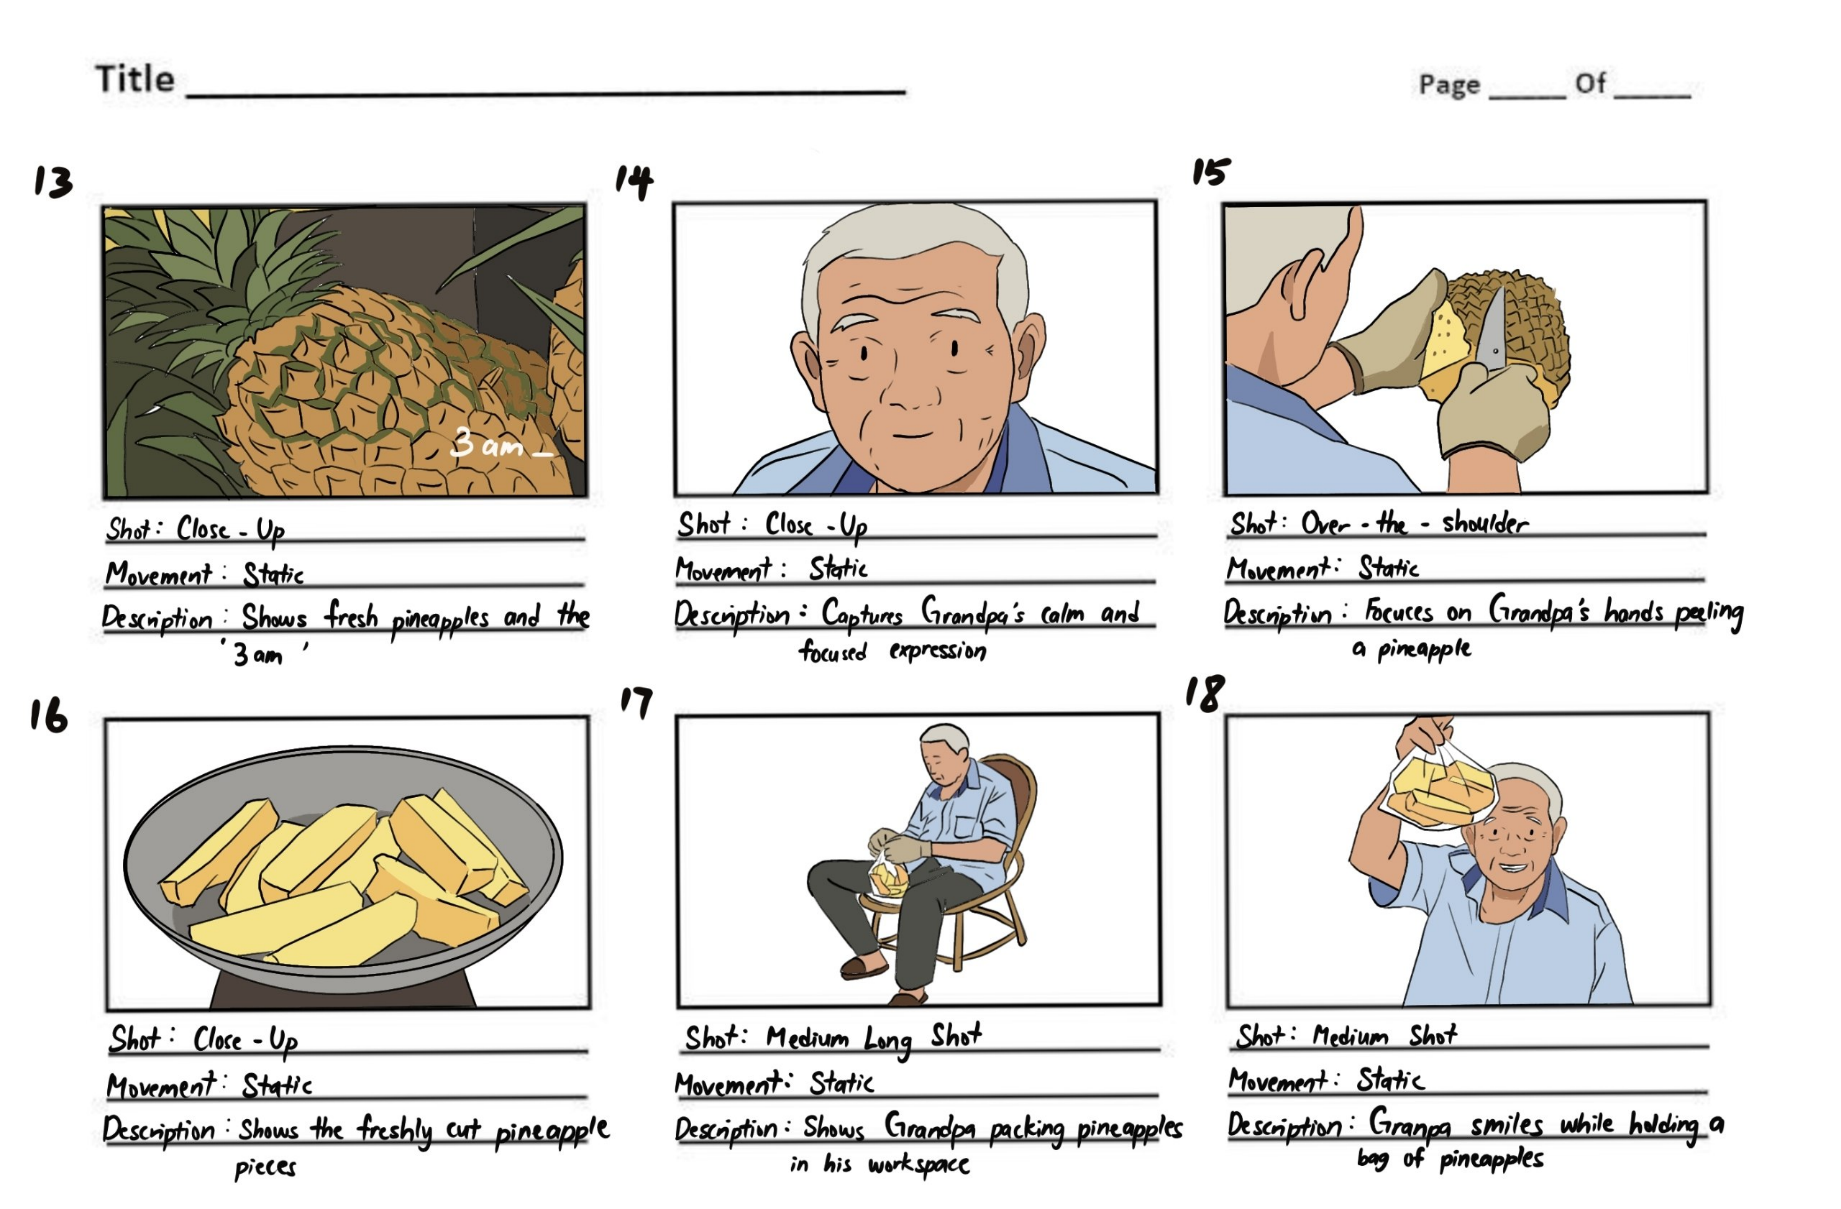 Title
Page Of
13
14
15
3 am _
Shot: Close - Up
Movement: Static
Description: Shows fresh pineapples and the
'3 am'
Shot: Close - Up
Movement: Static
Description: Captures Grandpa's calm and
focused expression
Shot: Over - the - shoulder
Movement: Static
Description: Focuces on Grandpa's hands peeling
a pineapple
16
17
18
Shot: Close - Up
Movement: Static
Description: Shows the freshly cut pineapple
pieces
Shot: Medium Long Shot
Movement: Static
Description: Shows Grandpa packing pineapples
in his workspace
Shot: Medium Shot
Movement: Static
Description: Granpa smiles while holding a
bag of pineapples